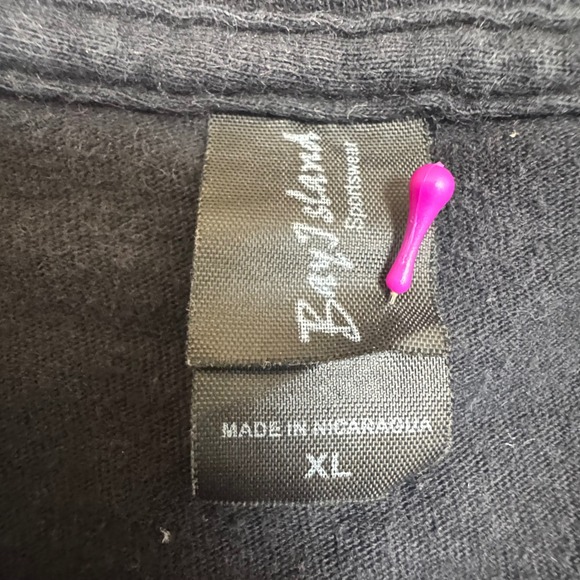 Bay Island
Sportswear
MADE IN NICARAGUA
XL